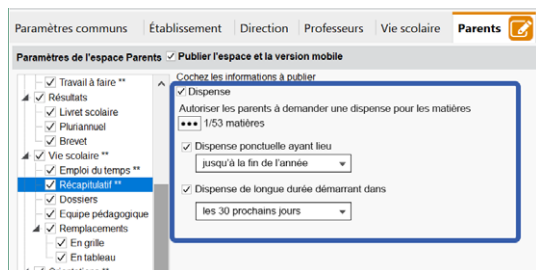 Paramètres communs Établissement Direction Professeurs Vie scolaire Parents
Paramètres de l'espace Parents Publier l'espace et la version mobile
Travail à faire **
Résultats
Livret scolaire
Pluriannuel
Brevet
Vie scolaire **
Emploi du temps **
Récapitulatif **
Dossiers
Equipe pédagogique
Remplacements
En grille
En tableau
Orientations **
Cochez les informations à publier
Dispense
Autoriser les parents à demander une dispense pour les matières
... 1/53 matières
Dispense ponctuelle ayant lieu
jusqu'à la fin de l'année
Dispense de longue durée démarrant dans
les 30 prochains jours